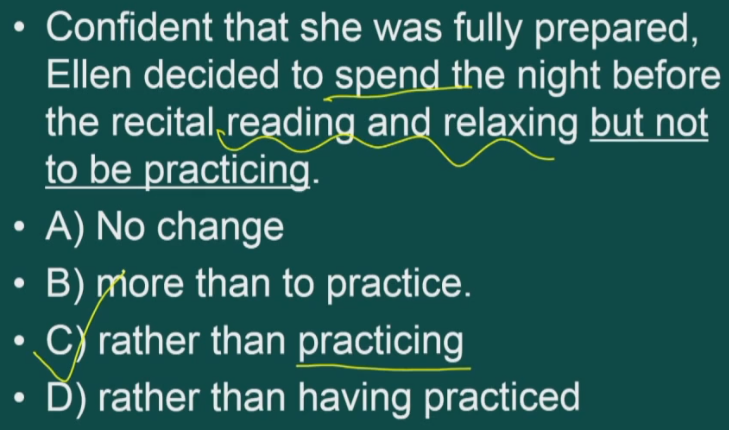 • Confident that she was fully prepared,
Ellen decided to spend the night before
the recital reading and relaxing but not
to be practicing.
• A) No change
• B) more than to practice.
• C) rather than practicing
• D) rather than having practiced